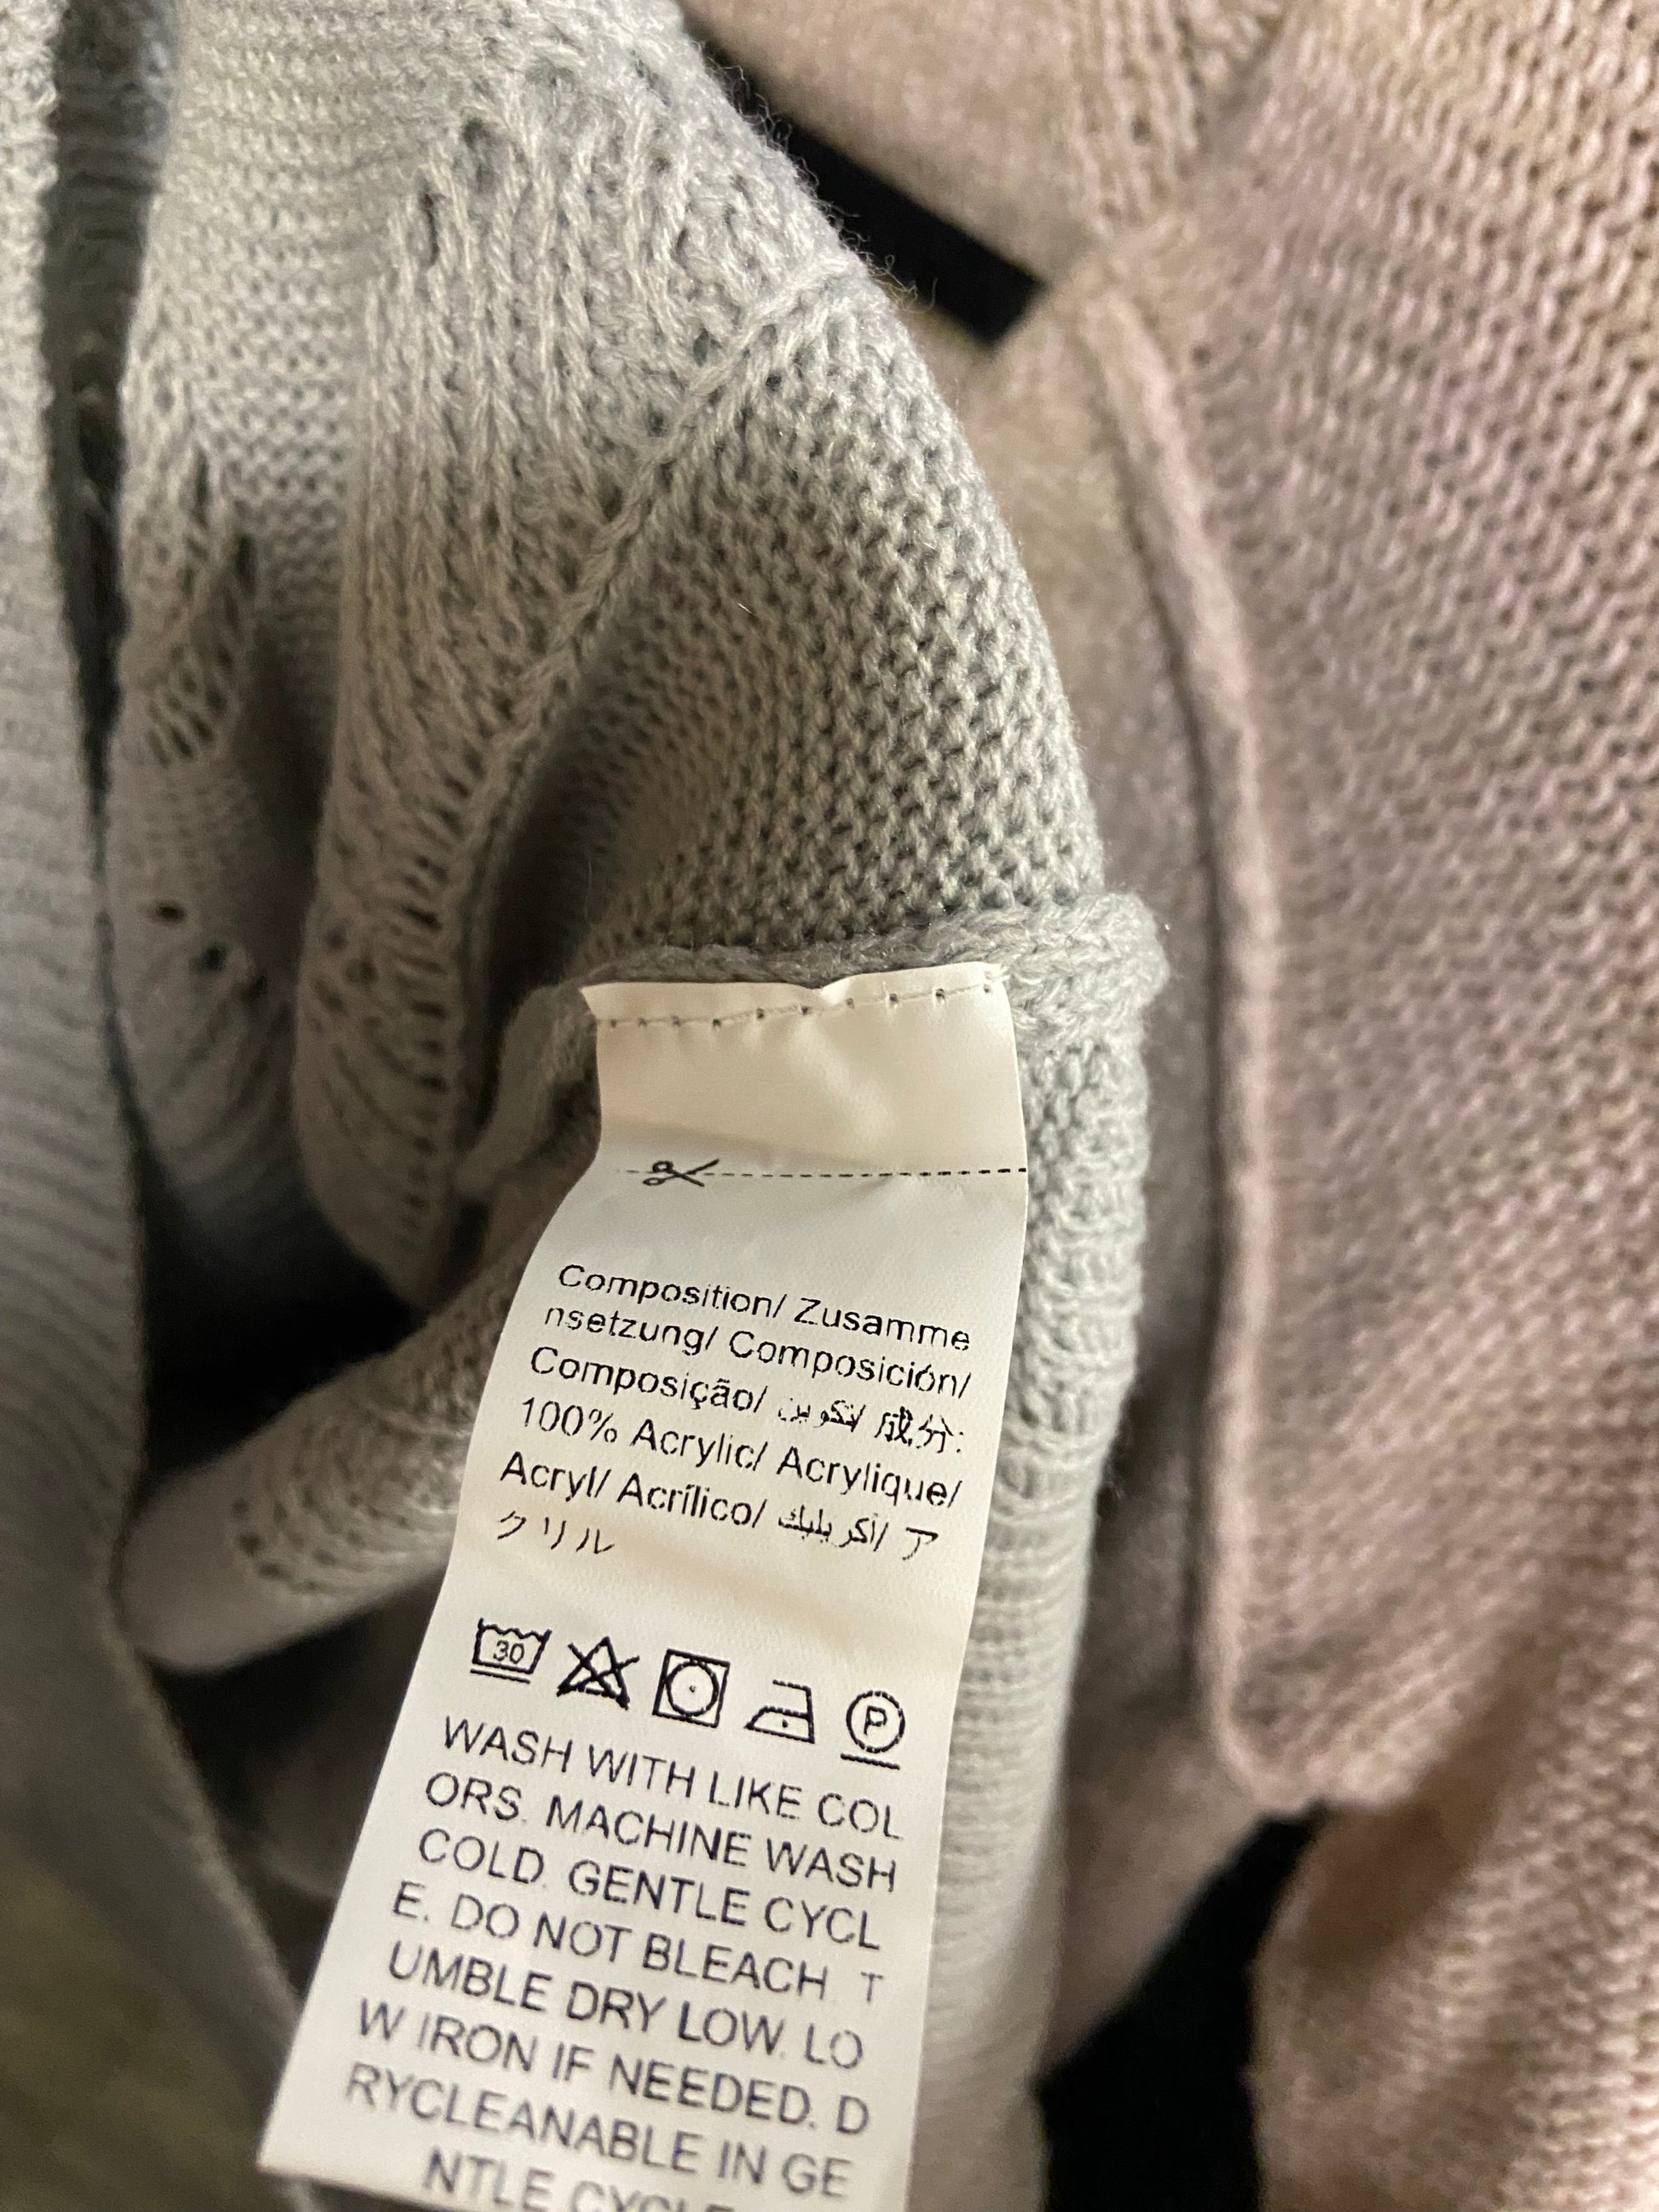 Composition/ Zusamme
nsetzung/ Composición/
Composição/ تكوين/ 成分:
100% Acrylic/ Acrylique/
Acryl/ Acrílico/ أكريليك/ ア
クリル
30
P
WASH WITH LIKE COL
ORS. MACHINE WASH
COLD. GENTLE CYCL
E. DO NOT BLEACH. T
UMBLE DRY LOW. LO
W IRON IF NEEDED. D
RYCLEANABLE IN GE
NTLE CYCLE